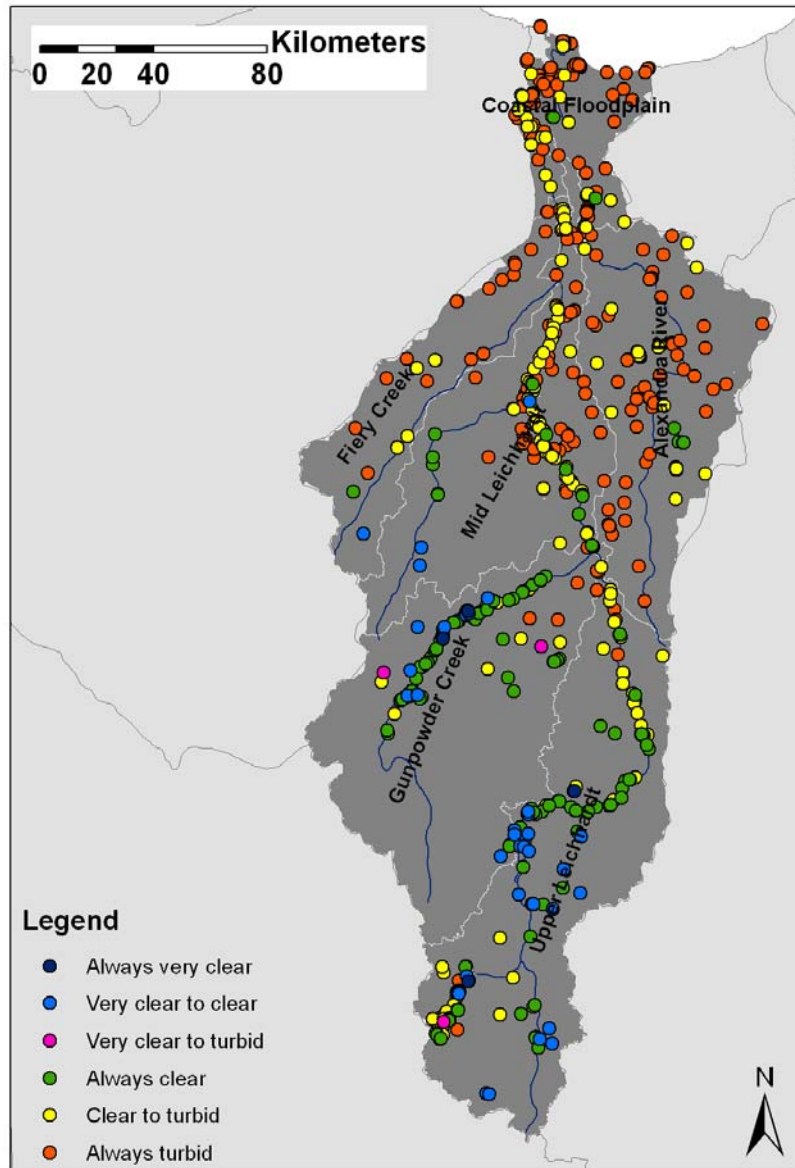 Kilometers
0 20 40 80
Coastal Floodplain
Alexandra River
Fiery Creek
Mid Leichhardt
Gunpowder Creek
Upper Leichhardt
Legend
Always very clear
Very clear to clear
Very clear to turbid
Always clear
Clear to turbid
Always turbid
N